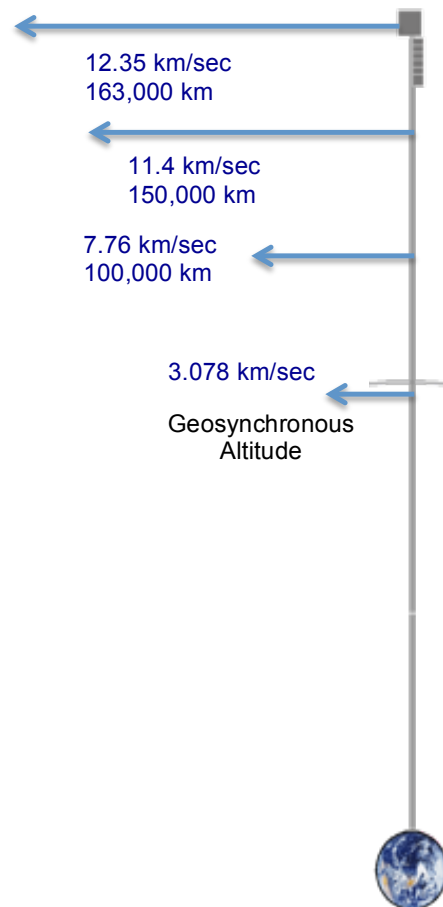 12.35 km/sec
163,000 km
11.4 km/sec
150,000 km
7.76 km/sec
100,000 km
3.078 km/sec
Geosynchronous
Altitude